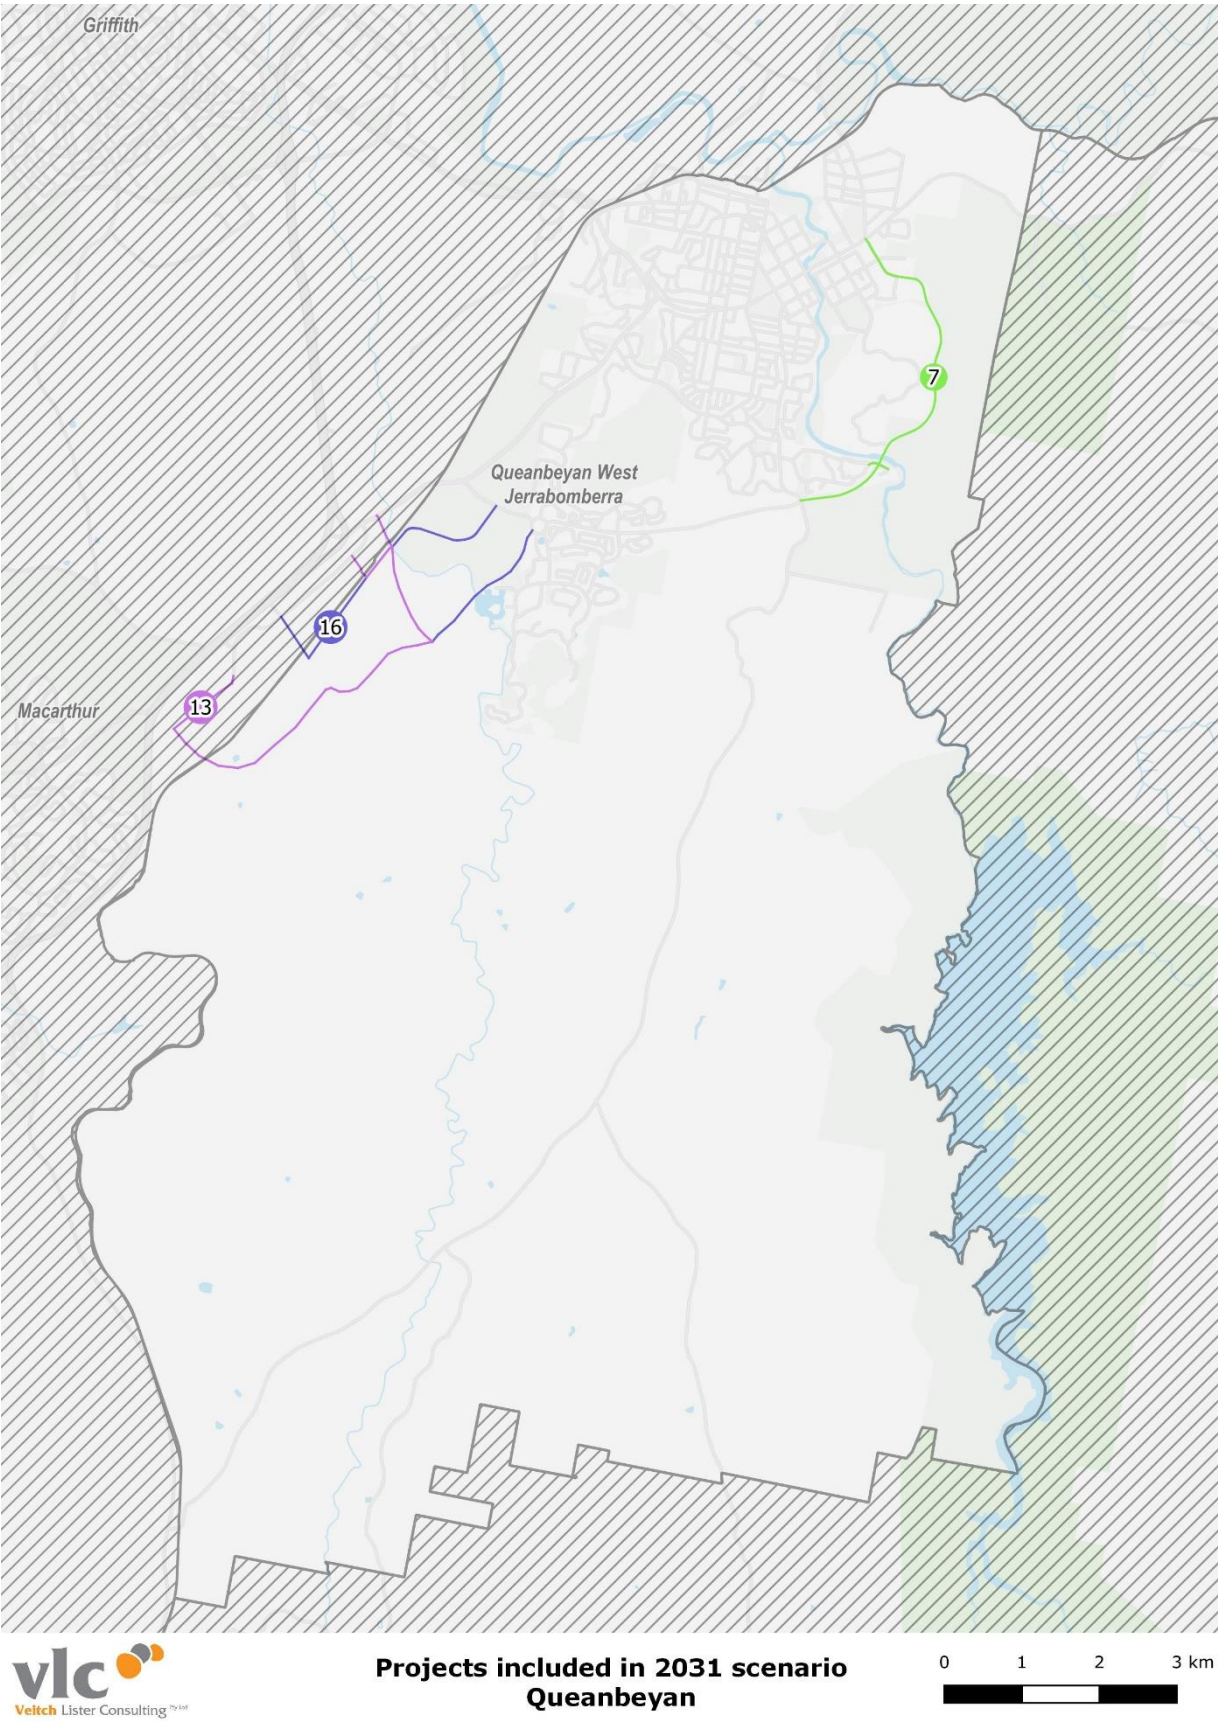 Griffith
7
Queanbeyan West
Jerrabomberra
16
13
Macarthur
vlc
Veitch Lister Consulting Pty Ltd
Projects included in 2031 scenario
Queanbeyan
0 1 2 3 km